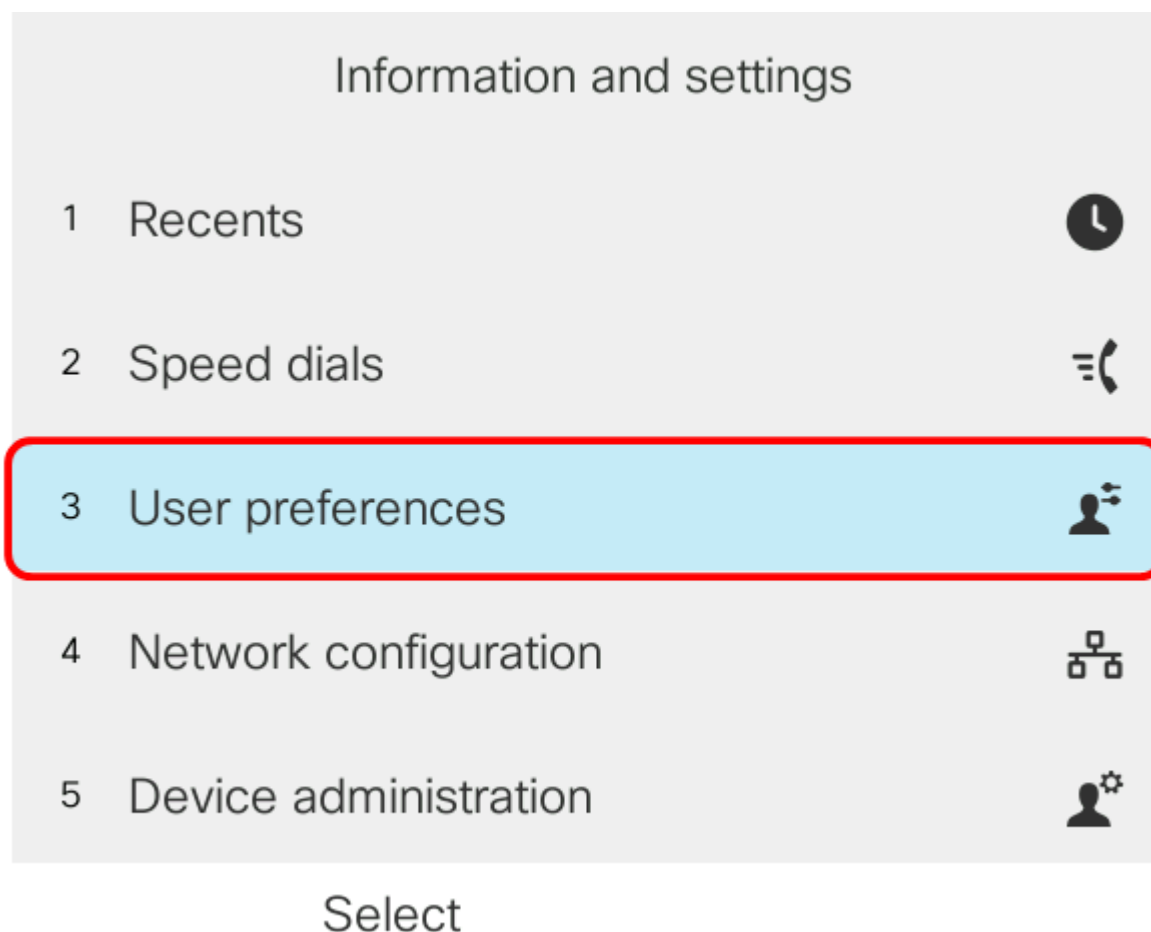 Information and settings
1 Recents
2 Speed dials
3 User preferences
4 Network configuration
5 Device administration
Select